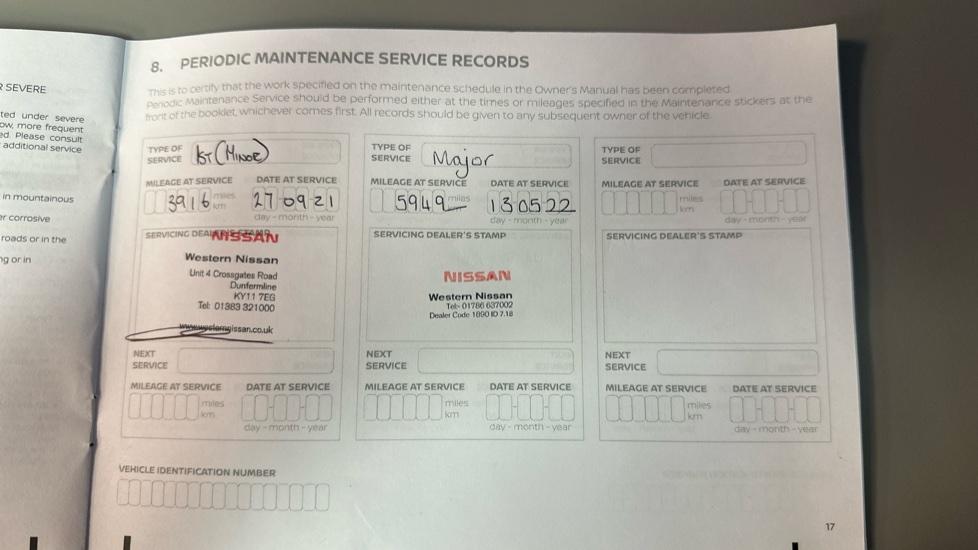 R SEVERE
ted under severe
ow, more frequent
ed. Please consult
additional service
in mountainous
er corrosive
roads or in the
ng or in
8. PERIODIC MAINTENANCE SERVICE RECORDS
This is to certify that the work specified on the maintenance schedule in the Owner's Manual has been completed.
Periodic Maintenance Service should be performed either at the times or mileages specified in the Maintenance stickers at the
front of the booklet, whichever comes first. All records should be given to any subsequent owner of the vehicle.
TYPE OF
SERVICE 1ST (MINOR)
MILEAGE AT SERVICE DATE AT SERVICE
3916 miles
km
27-09-21
day - month - year
SERVICING DEALER'S STAMP
NISSAN
Western Nissan
Unit 4 Crossgates Road
Dunfermline
KY11 7EG
Tel: 01383 321000
www.westernnissan.co.uk
NEXT
SERVICE
MILEAGE AT SERVICE DATE AT SERVICE
miles
km
day - month - year
TYPE OF
SERVICE Major
MILEAGE AT SERVICE DATE AT SERVICE
5949 miles
13 05 22
day - month - year
SERVICING DEALER'S STAMP
NISSAN
Western Nissan
Tel:- 01786 637002
Dealer Code 1890 ID 7.18
NEXT
SERVICE
MILEAGE AT SERVICE DATE AT SERVICE
miles
km
day - month - year
TYPE OF
SERVICE
MILEAGE AT SERVICE DATE AT SERVICE
miles
km
day - month - year
SERVICING DEALER'S STAMP
NEXT
SERVICE
MILEAGE AT SERVICE DATE AT SERVICE
miles
km
day - month - year
VEHICLE IDENTIFICATION NUMBER
17